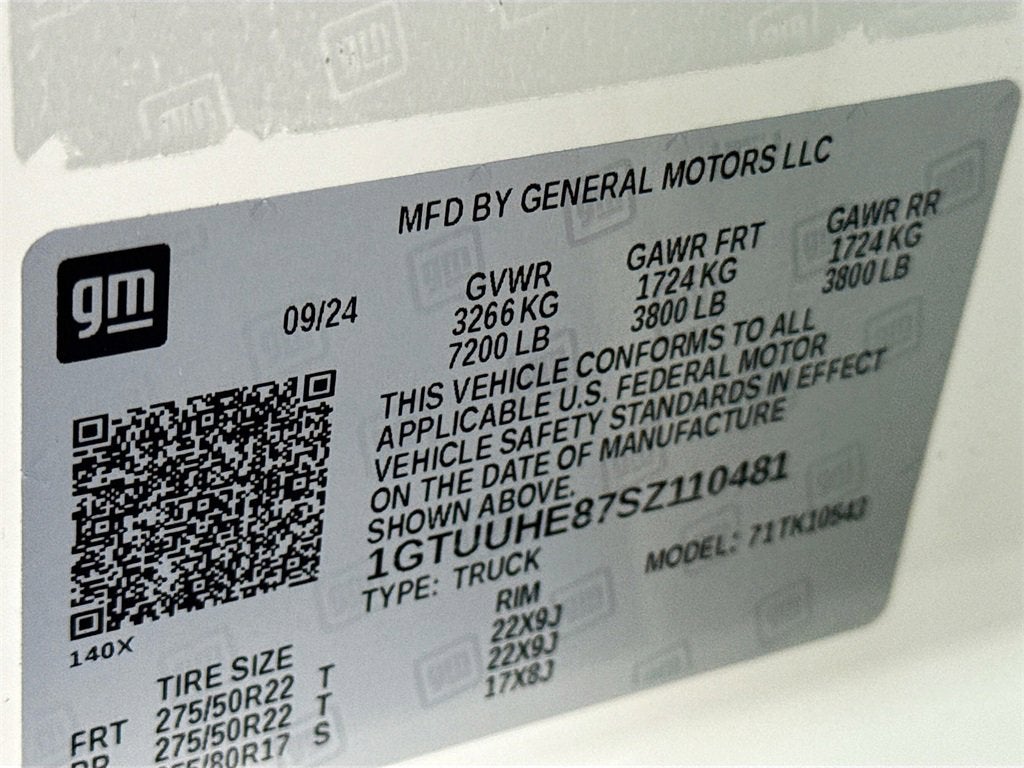 MFD BY GENERAL MOTORS LLC
gm
09/24
GVWR GAWR FRT GAWR RR
3266 KG 1724 KG 1724 KG
7200 LB 3800 LB 3800 LB
THIS VEHICLE CONFORMS TO ALL
APPLICABLE U.S. FEDERAL MOTOR
VEHICLE SAFETY STANDARDS IN EFFECT
ON THE DATE OF MANUFACTURE
SHOWN ABOVE.
1GTUUHE87SZ110481
TYPE: TRUCK MODEL: 71TK10543
140X
TIRE SIZE RIM
FRT 275/50R22 T 22X9J
RR 275/50R22 T 22X9J
S 17X8J